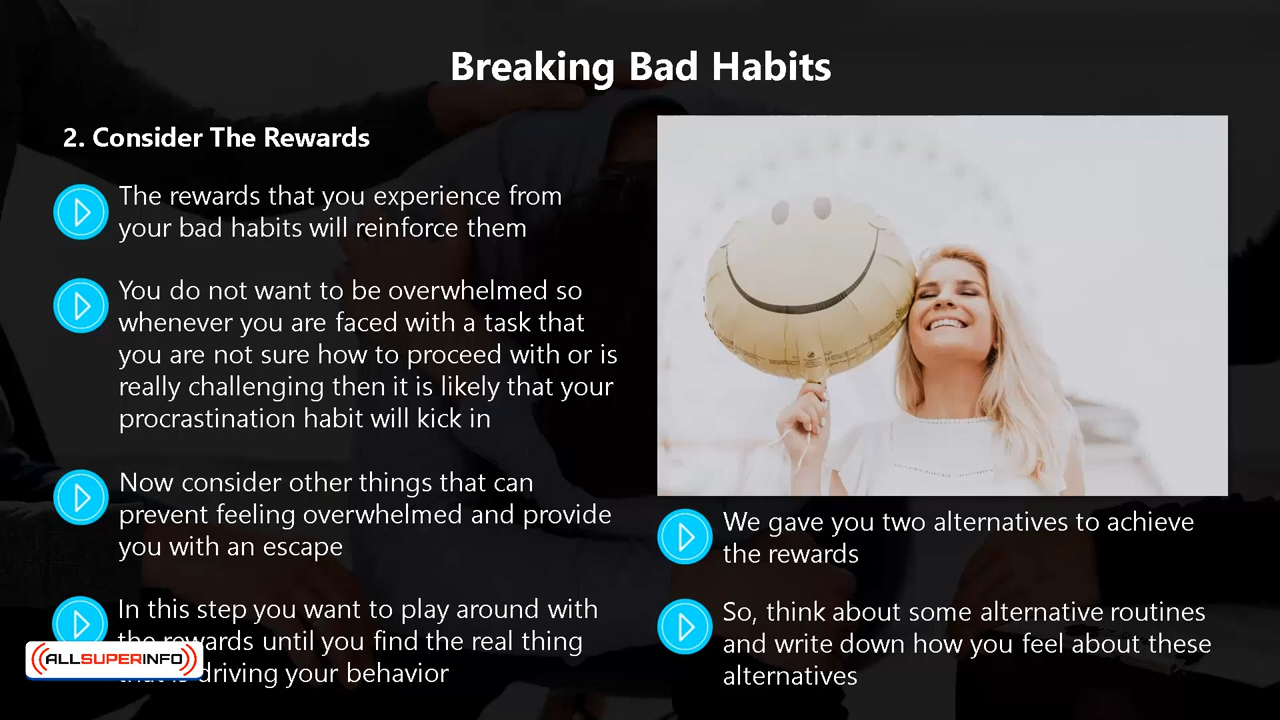 Breaking Bad Habits
2. Consider The Rewards
The rewards that you experience from
your bad habits will reinforce them
You do not want to be overwhelmed so
whenever you are faced with a task that
you are not sure how to proceed with or is
really challenging then it is likely that your
procrastination habit will kick in
Now consider other things that can
prevent feeling overwhelmed and provide
you with an escape
In this step you want to play around with
the rewards until you find the real thing
that is driving your behavior
ALLSUPERINFO
We gave you two alternatives to achieve
the rewards
So, think about some alternative routines
and write down how you feel about these
alternatives